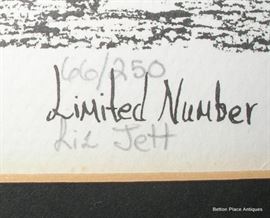 66/250
Limited Number
Liz Jett
Betton Place Antiques